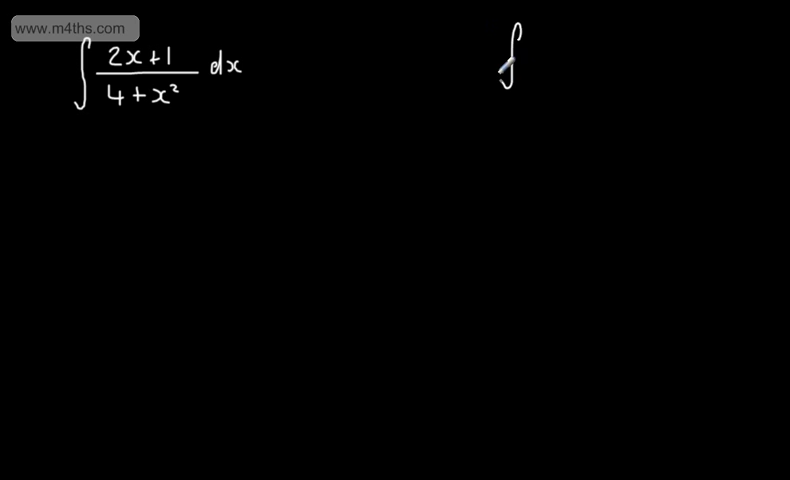 www.m4ths.com
∫ (2x+1)/(4+x²) dx ∫